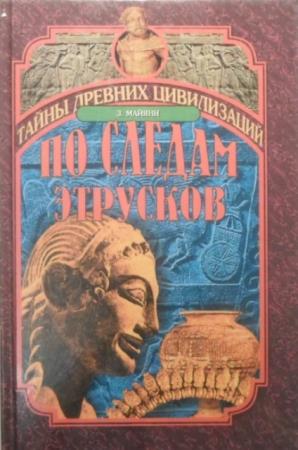 ТАЙНЫ ДРЕВНИХ ЦИВИЛИЗАЦИЙ
З. МАЙЯНИ
ПО СЛЕДАМ
ЭТРУСКОВ